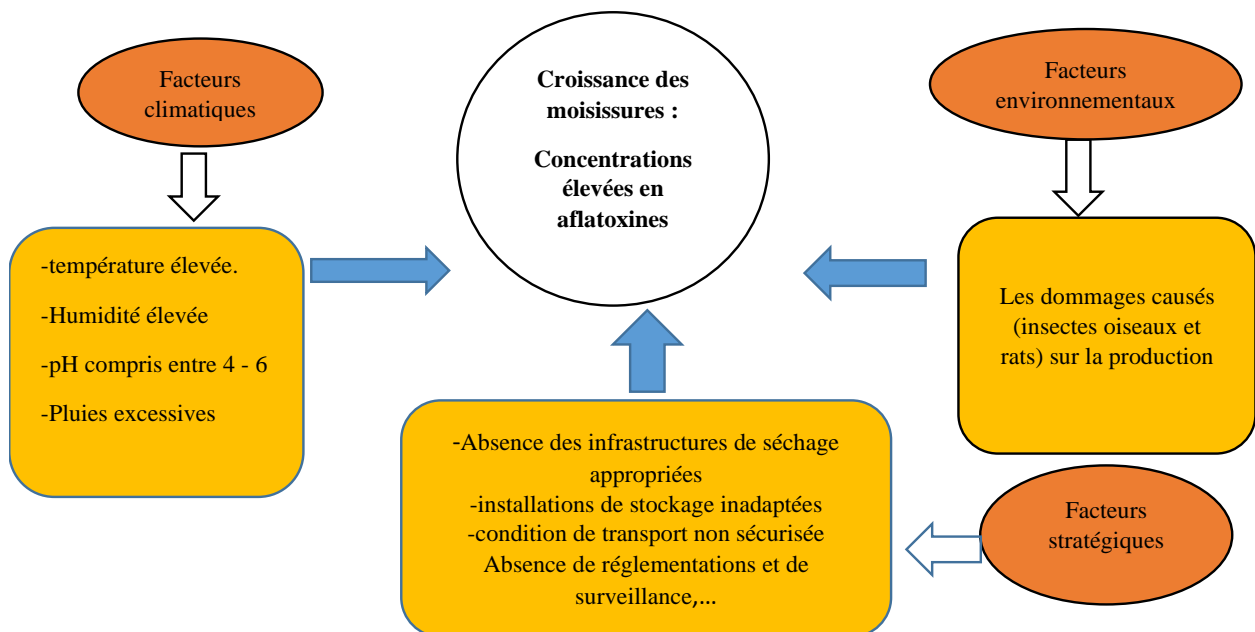 Facteurs
climatiques
-température élevée.
-Humidité élevée
-pH compris entre 4 - 6
-Pluies excessives
Croissance des
moisissures :
Concentrations
élevées en
aflatoxines
Facteurs
environnementaux
Les dommages causés
(insectes oiseaux et
rats) sur la production
-Absence des infrastructures de séchage
appropriées
-installations de stockage inadaptées
-condition de transport non sécurisée
Absence de réglementations et de
surveillance,...
Facteurs
stratégiques